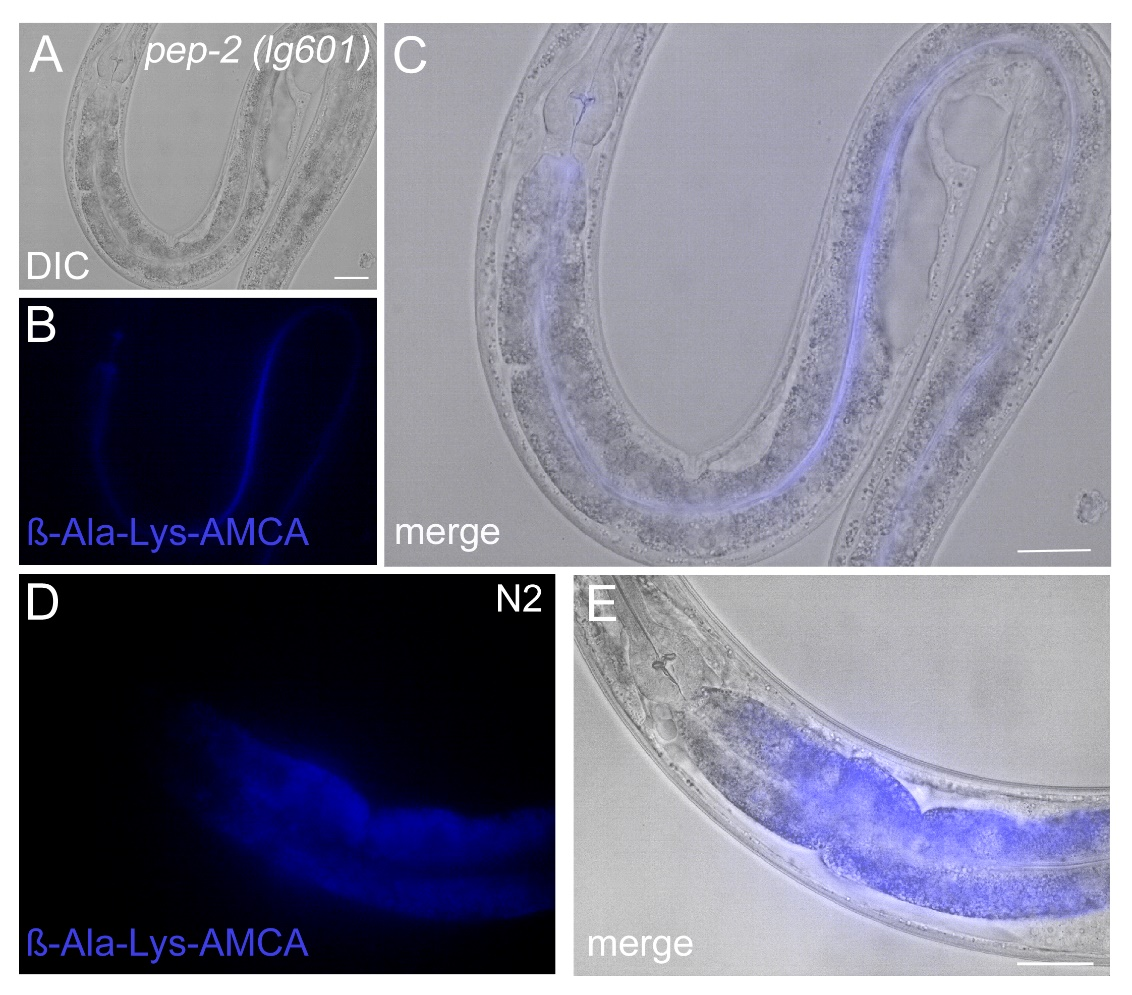 A pep-2 (lg601)
DIC
B
ß-Ala-Lys-AMCA
C
merge
D N2
ß-Ala-Lys-AMCA
E
merge